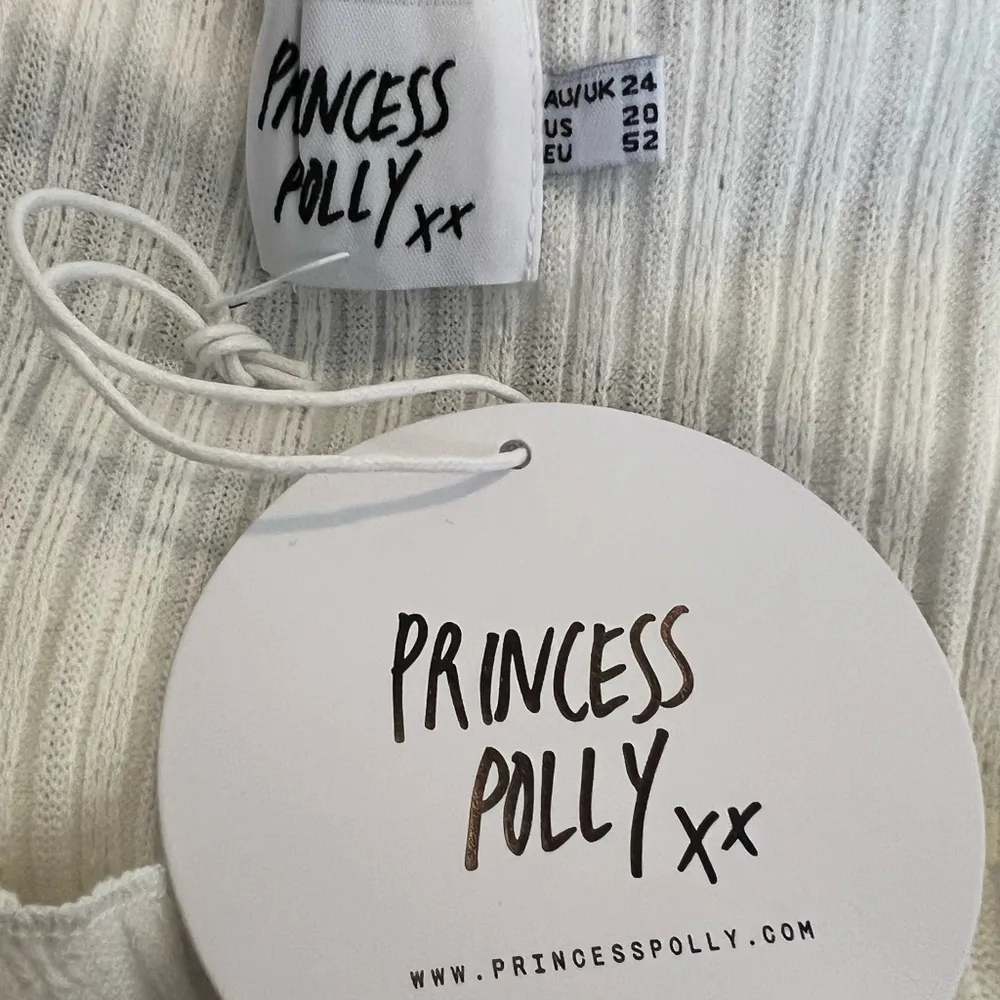 PRINCESS
POLLY xx
AU/UK 24
US 20
EU 52
PRINCESS
POLLY xx
WWW.PRINCESSPOLLY.COM